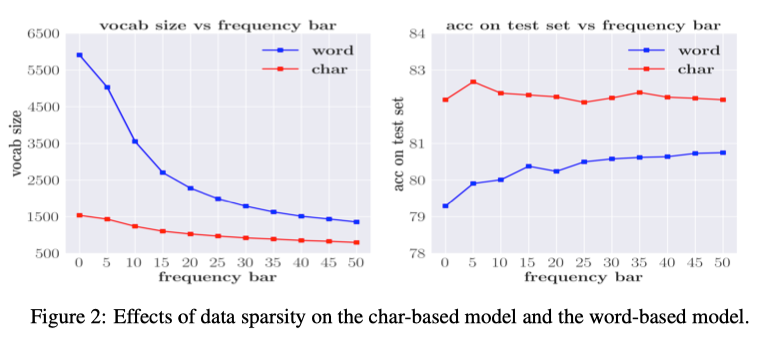 vocab size vs frequency bar
6500
5500
4500
3500
2500
1500
500
vocab size
word
char
0 5 10 15 20 25 30 35 40 45 50
frequency bar
acc on test set vs frequency bar
84
83
81
80
79
78
acc on test set
word
char
0 5 10 15 20 25 30 35 40 45 50
frequency bar
Figure 2: Effects of data sparsity on the char-based model and the word-based model.